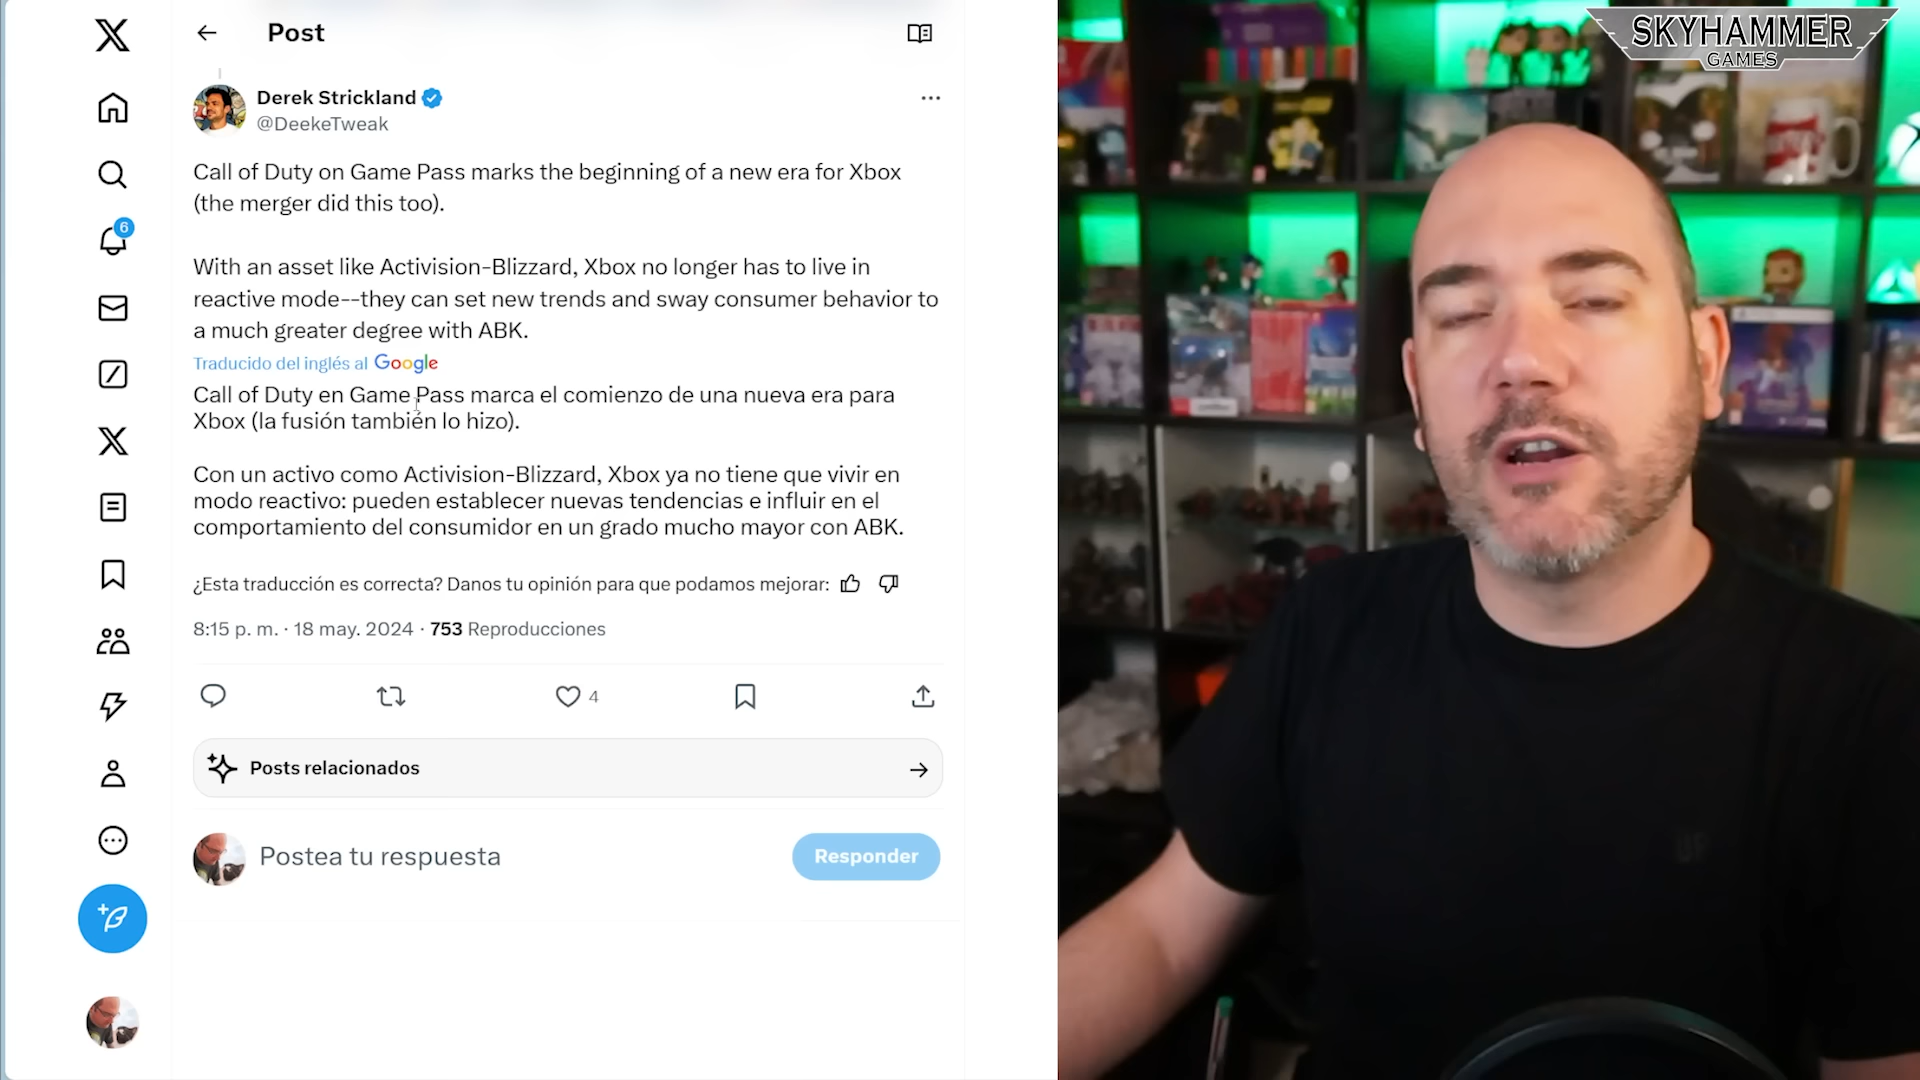 Post
Derek Strickland
@DeekeTweak
Call of Duty on Game Pass marks the beginning of a new era for Xbox
(the merger did this too).
With an asset like Activision-Blizzard, Xbox no longer has to live in
reactive mode--they can set new trends and sway consumer behavior to
a much greater degree with ABK.
Traducido del inglés al Google
Call of Duty en Game Pass marca el comienzo de una nueva era para
Xbox (la fusión también lo hizo).
Con un activo como Activision-Blizzard, Xbox ya no tiene que vivir en
modo reactivo: pueden establecer nuevas tendencias e influir en el
comportamiento del consumidor en un grado mucho mayor con ABK.
¿Esta traducción es correcta? Danos tu opinión para que podamos mejorar:
8:15 p. m. · 18 may. 2024 · 753 Reproducciones
4
Posts relacionados
Postea tu respuesta
Responder
6
SKYHAMMER
GAMES